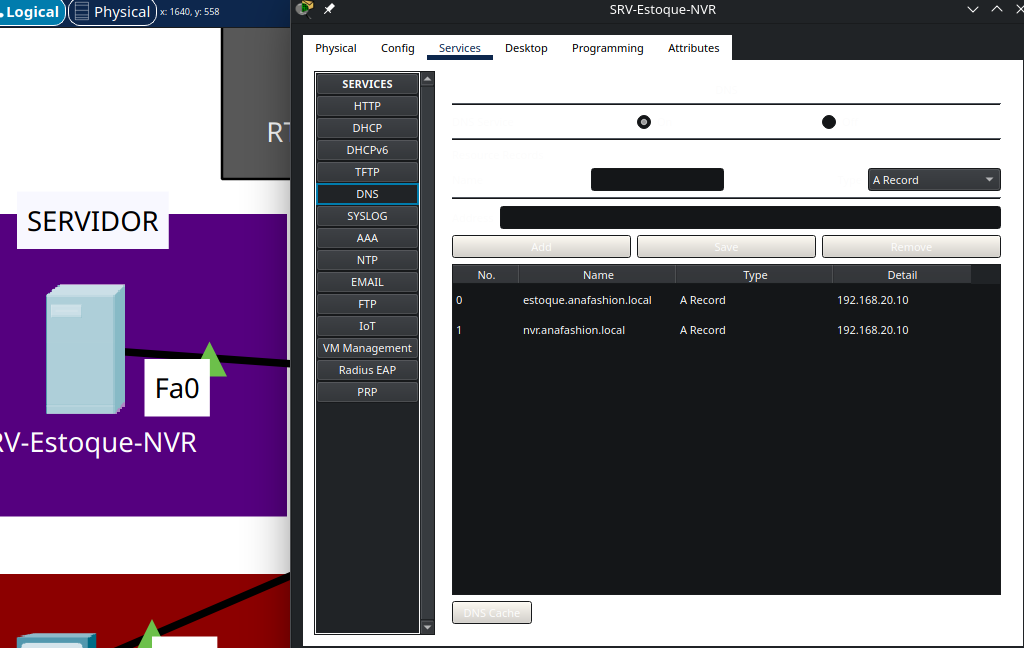 Logical Physical x: 1640, y: 558
SRV-Estoque-NVR
Physical Config Services Desktop Programming Attributes
SERVICES
HTTP
DHCP
DHCPv6
TFTP
DNS
SYSLOG
AAA
NTP
EMAIL
FTP
IoT
VM Management
Radius EAP
PRP
A Record
Add Save Remove
No. Name Type Detail
0 estoque.anafashion.local A Record 192.168.20.10
1 nvr.anafashion.local A Record 192.168.20.10
DNS Cache
RT
SERVIDOR
Fa0
RV-Estoque-NVR